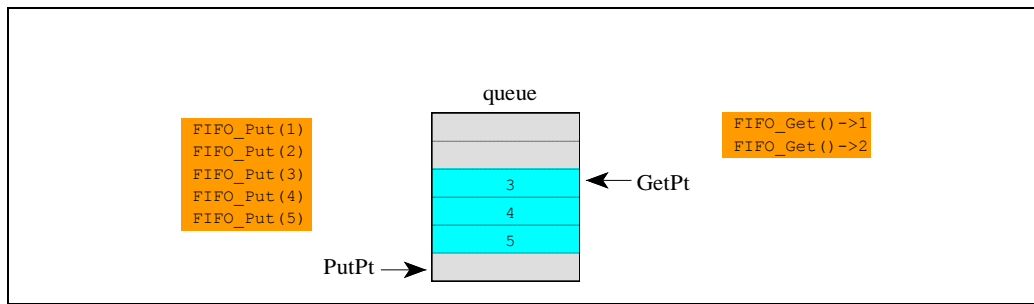 queue
FIFO_Put(1)
FIFO_Put(2)
FIFO_Put(3)
FIFO_Put(4)
FIFO_Put(5)
FIFO_Get()->1
FIFO_Get()->2
3
4
5
GetPt
PutPt